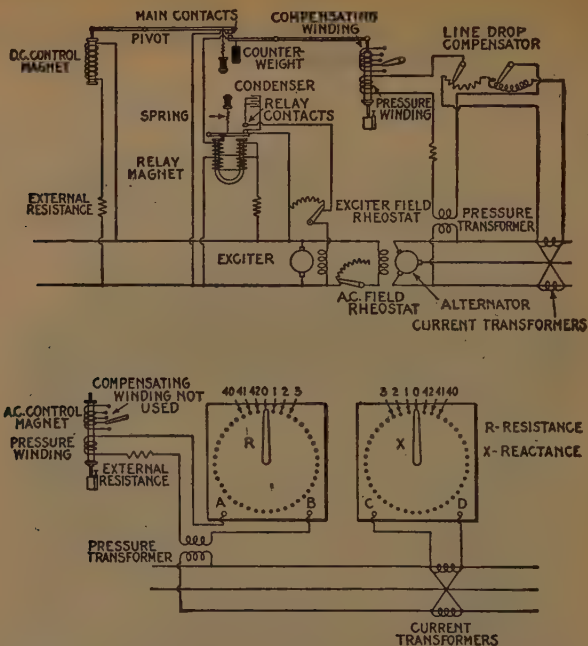 MAIN CONTACTS
COMPENSATING
WINDING
LINE DROP
COMPENSATOR
PIVOT
D.C. CONTROL
MAGNET
COUNTER-
WEIGHT
CONDENSER
SPRING
RELAY
CONTACTS
PRESSURE
WINDING
RELAY
MAGNET
EXTERNAL
RESISTANCE
EXCITER FIELD
RHEOSTAT
PRESSURE
TRANSFORMER
EXCITER
A.C. FIELD
RHEOSTAT
ALTERNATOR
CURRENT TRANSFORMERS
COMPENSATING
WINDING NOT
USED
A.C. CONTROL
MAGNET
PRESSURE
WINDING
EXTERNAL
RESISTANCE
40 41 42 0 1 2 3
R
A B
3 2 1 0 42 41 40
X
C D
R-RESISTANCE
X-REACTANCE
PRESSURE
TRANSFORMER
CURRENT
TRANSFORMERS